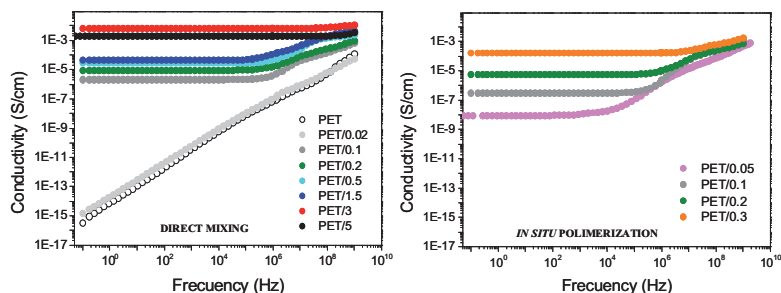 Conductivity (S/cm)
1E-3
1E-5
1E-7
1E-9
1E-11
1E-13
1E-15
1E-17
PET
PET/0.02
PET/0.1
PET/0.2
PET/0.5
PET/1.5
PET/3
PET/5
DIRECT MIXING
10^0 10^2 10^4 10^6 10^8 10^10
Frecuency (Hz)
Conductivity (S/cm)
1E-3
1E-5
1E-7
1E-9
1E-11
1E-13
1E-15
1E-17
PET/0.05
PET/0.1
PET/0.2
PET/0.3
IN SITU POLIMERIZATION
10^0 10^2 10^4 10^6 10^8 10^10
Frecuency (Hz)